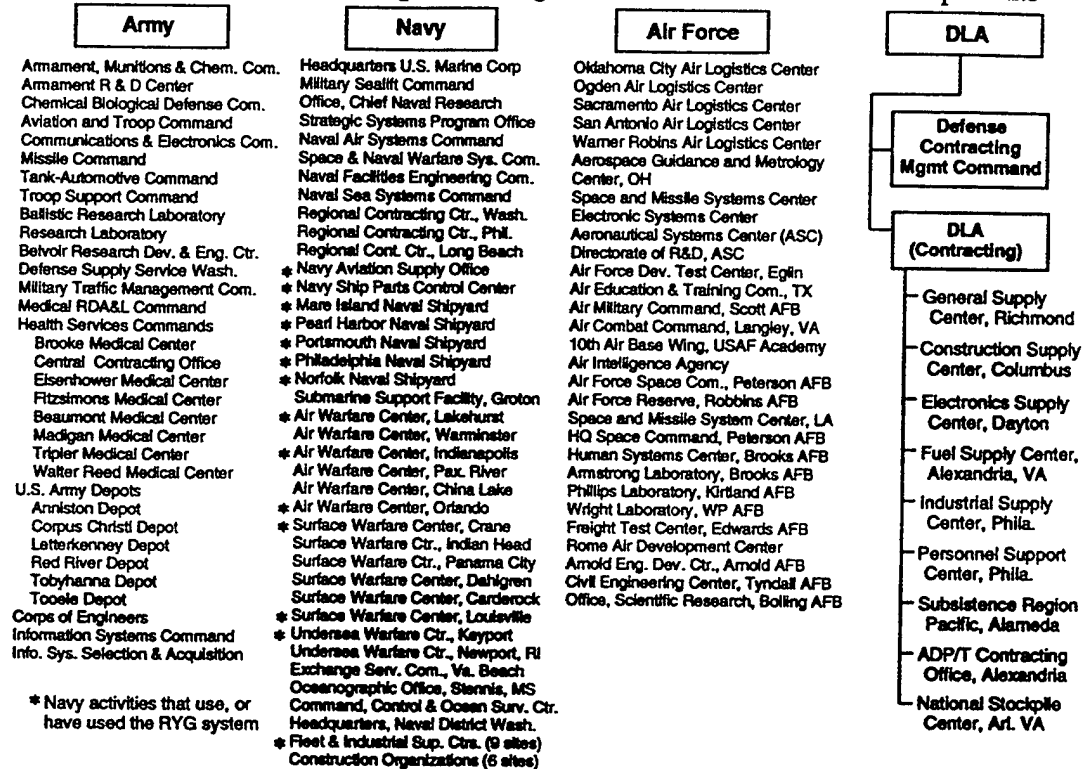 Army
Armament, Munitions & Chem. Com.
Armament R & D Center
Chemical Biological Defense Com.
Aviation and Troop Command
Communications & Electronics Com.
Missile Command
Tank-Automotive Command
Troop Support Command
Ballistic Research Laboratory
Research Laboratory
Belvoir Research Dev. & Eng. Ctr.
Defense Supply Service Wash.
Military Traffic Management Com.
Medical RDA&L Command
Health Services Commands
Brooke Medical Center
Central Contracting Office
Eisenhower Medical Center
Fitzsimons Medical Center
Beaumont Medical Center
Madigan Medical Center
Tripler Medical Center
Walter Reed Medical Center
U.S. Army Depots
Anniston Depot
Corpus Christi Depot
Letterkenney Depot
Red River Depot
Tobyhanna Depot
Tooele Depot
Corps of Engineers
Information Systems Command
Info. Sys. Selection & Acquisition
* Navy activities that use, or
have used the RYG system
Navy
Headquarters U.S. Marine Corp
Military Sealift Command
Office, Chief Naval Research
Strategic Systems Program Office
Naval Air Systems Command
Space & Naval Warfare Sys. Com.
Naval Facilities Engineering Com.
Naval Sea Systems Command
Regional Contracting Ctr., Wash.
Regional Contracting Ctr., Phil.
Regional Cont. Ctr., Long Beach
* Navy Aviation Supply Office
* Navy Ship Parts Control Center
* Mare Island Naval Shipyard
* Pearl Harbor Naval Shipyard
* Portsmouth Naval Shipyard
* Philadelphia Naval Shipyard
* Norfolk Naval Shipyard
Submarine Support Facility, Groton
* Air Warfare Center, Lakehurst
Air Warfare Center, Warminster
* Air Warfare Center, Indianapolis
Air Warfare Center, Pax. River
Air Warfare Center, China Lake
* Air Warfare Center, Orlando
* Surface Warfare Center, Crane
Surface Warfare Ctr., Indian Head
Surface Warfare Ctr., Panama City
Surface Warfare Center, Dahlgren
Surface Warfare Center, Carderock
* Surface Warfare Center, Louisville
* Undersea Warfare Ctr., Keyport
Undersea Warfare Ctr., Newport, RI
Exchange Serv. Com., Va. Beach
Oceanographic Office, Stennis, MS
Command, Control & Ocean Surv. Ctr.
Headquarters, Naval District Wash.
* Fleet & Industrial Sup. Ctrs. (9 sites)
Construction Organizations (6 sites)
Air Force
Oklahoma City Air Logistics Center
Ogden Air Logistics Center
Sacramento Air Logistics Center
San Antonio Air Logistics Center
Warner Robins Air Logistics Center
Aerospace Guidance and Metrology
Center, OH
Space and Missile Systems Center
Electronic Systems Center
Aeronautical Systems Center (ASC)
Directorate of R&D, ASC
Air Force Dev. Test Center, Eglin
Air Education & Training Com., TX
Air Military Command, Scott AFB
Air Combat Command, Langley, VA
10th Air Base Wing, USAF Academy
Air Intelligence Agency
Air Force Space Com., Peterson AFB
Air Force Reserve, Robbins AFB
Space and Missile System Center, LA
HQ Space Command, Peterson AFB
Human Systems Center, Brooks AFB
Armstrong Laboratory, Brooks AFB
Phillips Laboratory, Kirtland AFB
Wright Laboratory, WP AFB
Freight Test Center, Edwards AFB
Rome Air Development Center
Arnold Eng. Dev. Ctr., Arnold AFB
Civil Engineering Center, Tyndall AFB
Office, Scientific Research, Bolling AFB
DLA
Defense
Contracting
Mgmt Command
DLA
(Contracting)
General Supply
Center, Richmond
Construction Supply
Center, Columbus
Electronics Supply
Center, Dayton
Fuel Supply Center,
Alexandria, VA
Industrial Supply
Center, Phila.
Personnel Support
Center, Phila.
Subsistence Region
Pacific, Alameda
ADP/T Contracting
Office, Alexandria
National Stockpile
Center, Arl. VA